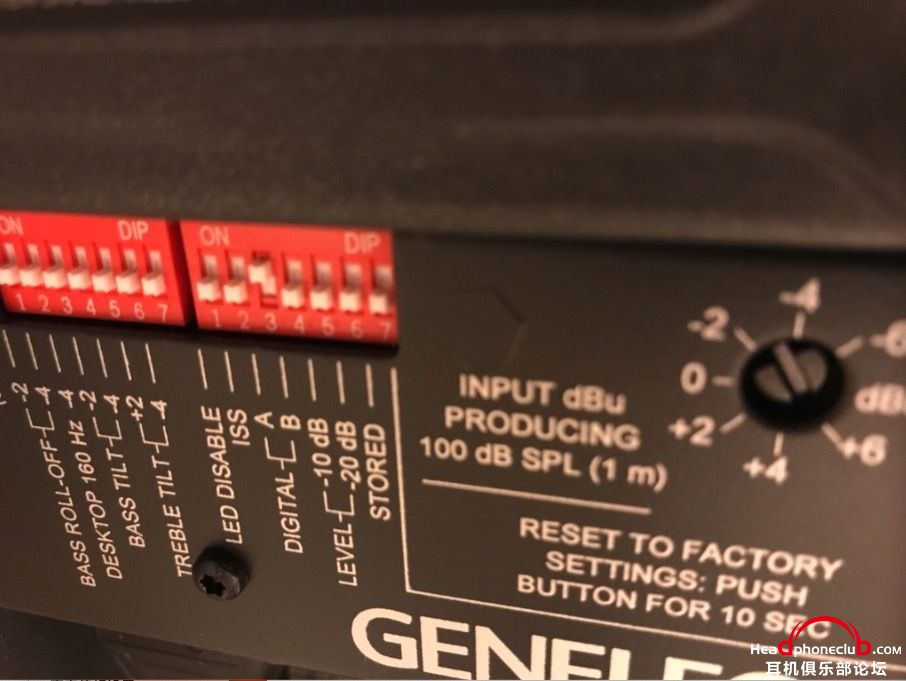 ON DIP
1 2 3 4 5 6 7
ON DIP
1 2 3 4 5 6 7
-2
-4
BASS ROLL-OFF -4
DESKTOP 160 Hz -2
BASS TILT -4
+2
TREBLE TILT -4
LED DISABLE
ISS
A
DIGITAL B
-10 dB
LEVEL -20 dB
STORED
INPUT dBu
PRODUCING
100 dB SPL (1 m)
-4
-2 -6
0 dBu
+2 +6
+4
RESET TO FACTORY
SETTINGS: PUSH
BUTTON FOR 10 SEC
GENELEC
Headphoneclub.com
耳机俱乐部论坛